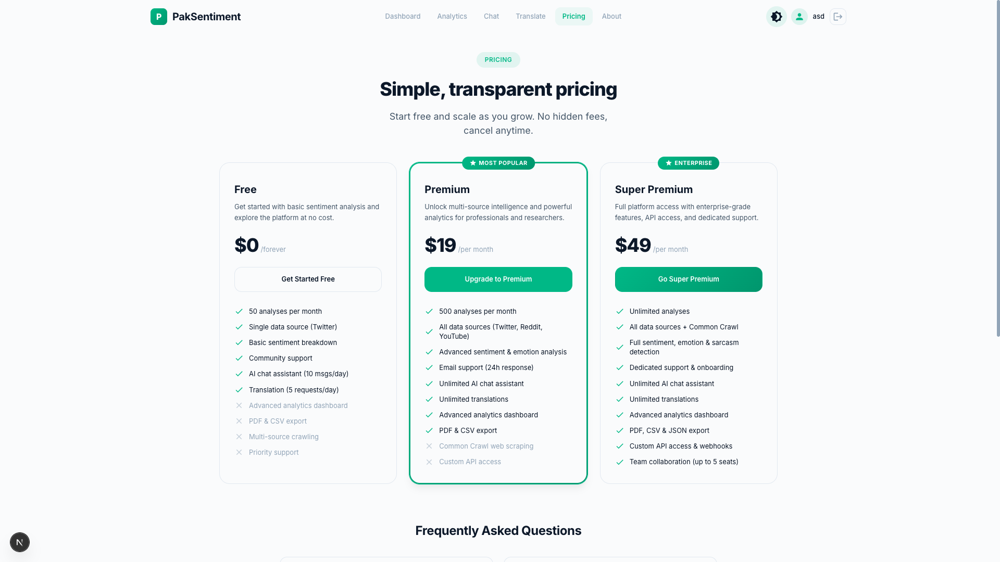 P PakSentiment
Dashboard Analytics Chat Translate Pricing About
asd
PRICING
Simple, transparent pricing
Start free and scale as you grow. No hidden fees,
cancel anytime.
Free
Get started with basic sentiment analysis and
explore the platform at no cost.
$0 /forever
Get Started Free
50 analyses per month
Single data source (Twitter)
Basic sentiment breakdown
Community support
AI chat assistant (10 msgs/day)
Translation (5 requests/day)
Advanced analytics dashboard
PDF & CSV export
Multi-source crawling
Priority support
MOST POPULAR
Premium
Unlock multi-source intelligence and powerful
analytics for professionals and researchers.
$19 /per month
Upgrade to Premium
500 analyses per month
All data sources (Twitter, Reddit,
YouTube)
Advanced sentiment & emotion analysis
Email support (24h response)
Unlimited AI chat assistant
Unlimited translations
Advanced analytics dashboard
PDF & CSV export
Common Crawl web scraping
Custom API access
ENTERPRISE
Super Premium
Full platform access with enterprise-grade
features, API access, and dedicated support.
$49 /per month
Go Super Premium
Unlimited analyses
All data sources + Common Crawl
Full sentiment, emotion & sarcasm
detection
Dedicated support & onboarding
Unlimited AI chat assistant
Unlimited translations
Advanced analytics dashboard
PDF, CSV & JSON export
Custom API access & webhooks
Team collaboration (up to 5 seats)
Frequently Asked Questions
N